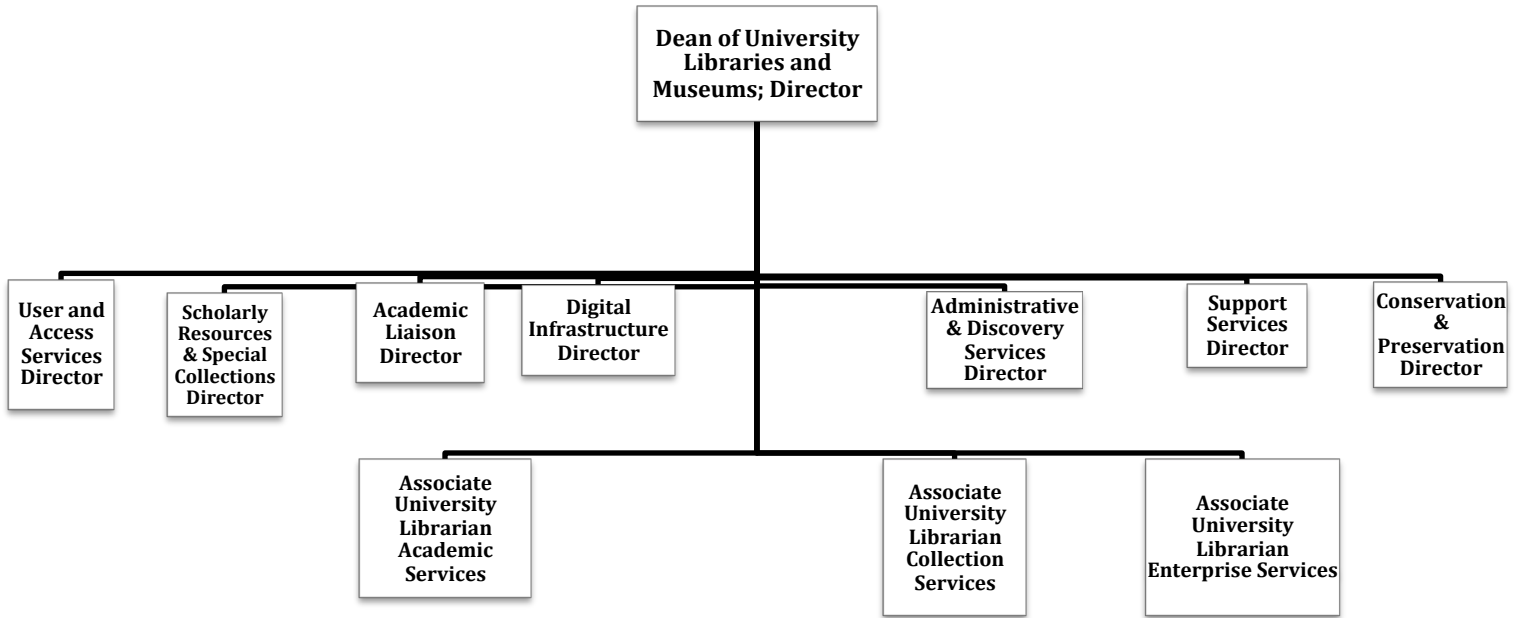 Dean of University
Libraries and
Museums; Director
User and
Access
Services
Director
Scholarly
Resources
& Special
Collections
Director
Academic
Liaison
Director
Digital
Infrastructure
Director
Administrative
& Discovery
Services
Director
Support
Services
Director
Conservation
&
Preservation
Director
Associate
University
Librarian
Academic
Services
Associate
University
Librarian
Collection
Services
Associate
University
Librarian
Enterprise Services